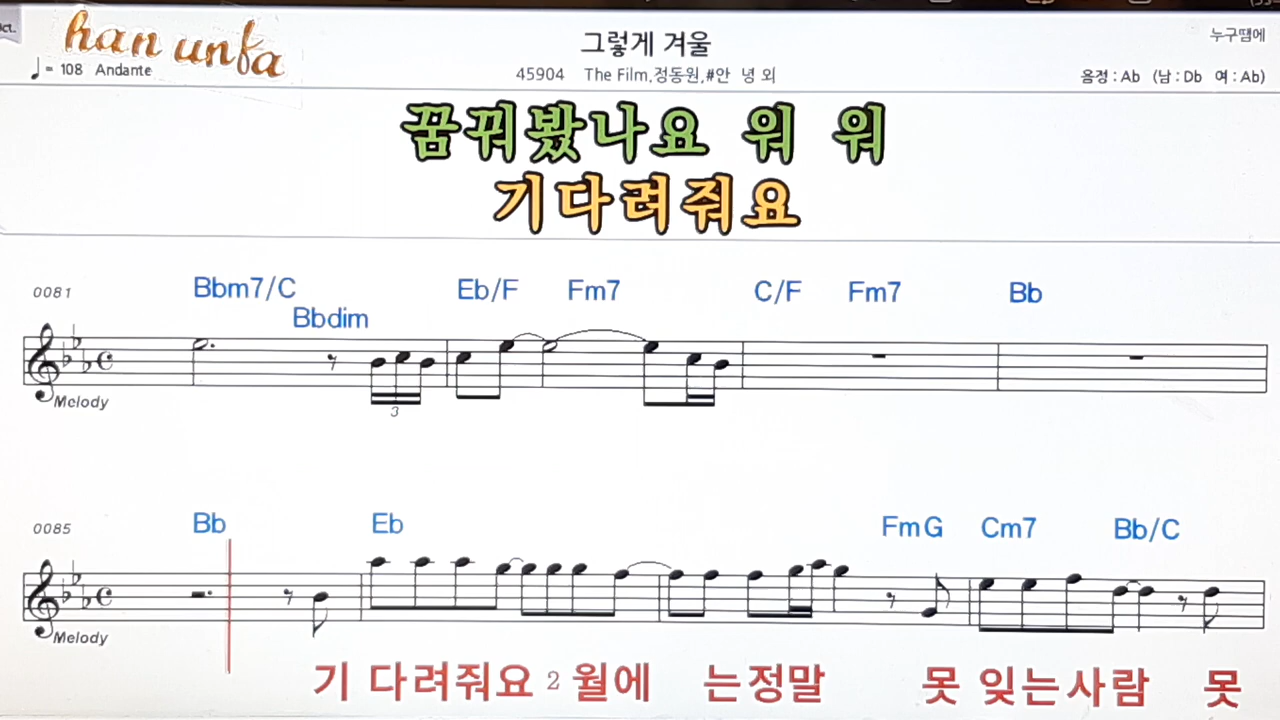 ict.
han unfa
그렇게 겨울
누구땜에
♩= 108 Andante
45904 The Film,정동원,#안 녕 외
음정 : Ab (남 : Db 여 : Ab)
꿈꿔봤나요 워 워
기다려줘요
0081 Bbm7/C Bbdim Eb/F Fm7 C/F Fm7 Bb
Melody
3
0085 Bb Eb Fm G Cm7 Bb/C
Melody
기 다려줘요 2 월에 는정말 못 잊는사람 못